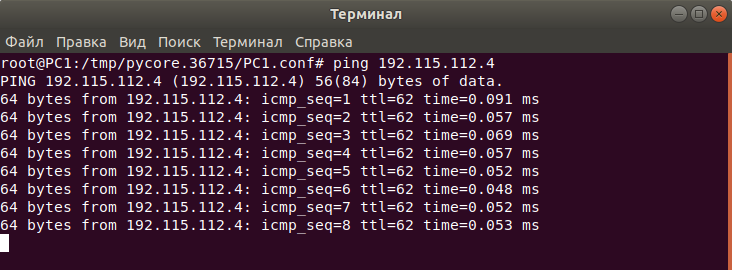 Терминал
Файл Правка Вид Поиск Терминал Справка
root@PC1:/tmp/pycore.36715/PC1.conf# ping 192.115.112.4
PING 192.115.112.4 (192.115.112.4) 56(84) bytes of data.
64 bytes from 192.115.112.4: icmp_seq=1 ttl=62 time=0.091 ms
64 bytes from 192.115.112.4: icmp_seq=2 ttl=62 time=0.057 ms
64 bytes from 192.115.112.4: icmp_seq=3 ttl=62 time=0.069 ms
64 bytes from 192.115.112.4: icmp_seq=4 ttl=62 time=0.057 ms
64 bytes from 192.115.112.4: icmp_seq=5 ttl=62 time=0.052 ms
64 bytes from 192.115.112.4: icmp_seq=6 ttl=62 time=0.048 ms
64 bytes from 192.115.112.4: icmp_seq=7 ttl=62 time=0.052 ms
64 bytes from 192.115.112.4: icmp_seq=8 ttl=62 time=0.053 ms